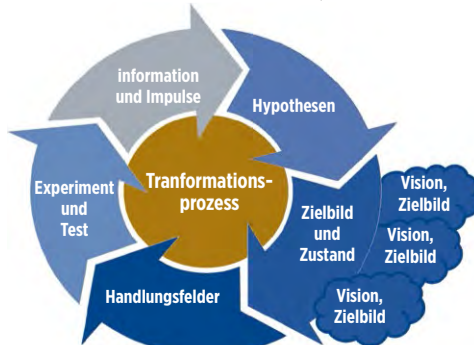 information
und Impulse
Hypothesen
Experiment
und
Test
Tranformations-
prozess
Zielbild
und
Zustand
Vision,
Zielbild
Vision,
Zielbild
Vision,
Zielbild
Handlungsfelder